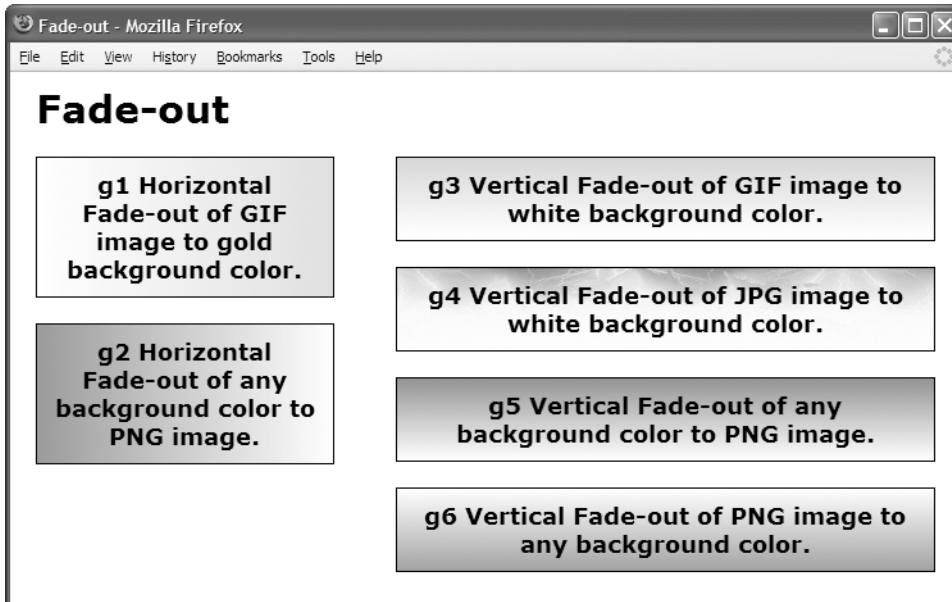 Fade-out - Mozilla Firefox
File Edit View History Bookmarks Tools Help
Fade-out
g1 Horizontal
Fade-out of GIF
image to gold
background color.
g2 Horizontal
Fade-out of any
background color to
PNG image.
g3 Vertical Fade-out of GIF image to
white background color.
g4 Vertical Fade-out of JPG image to
white background color.
g5 Vertical Fade-out of any
background color to PNG image.
g6 Vertical Fade-out of PNG image to
any background color.